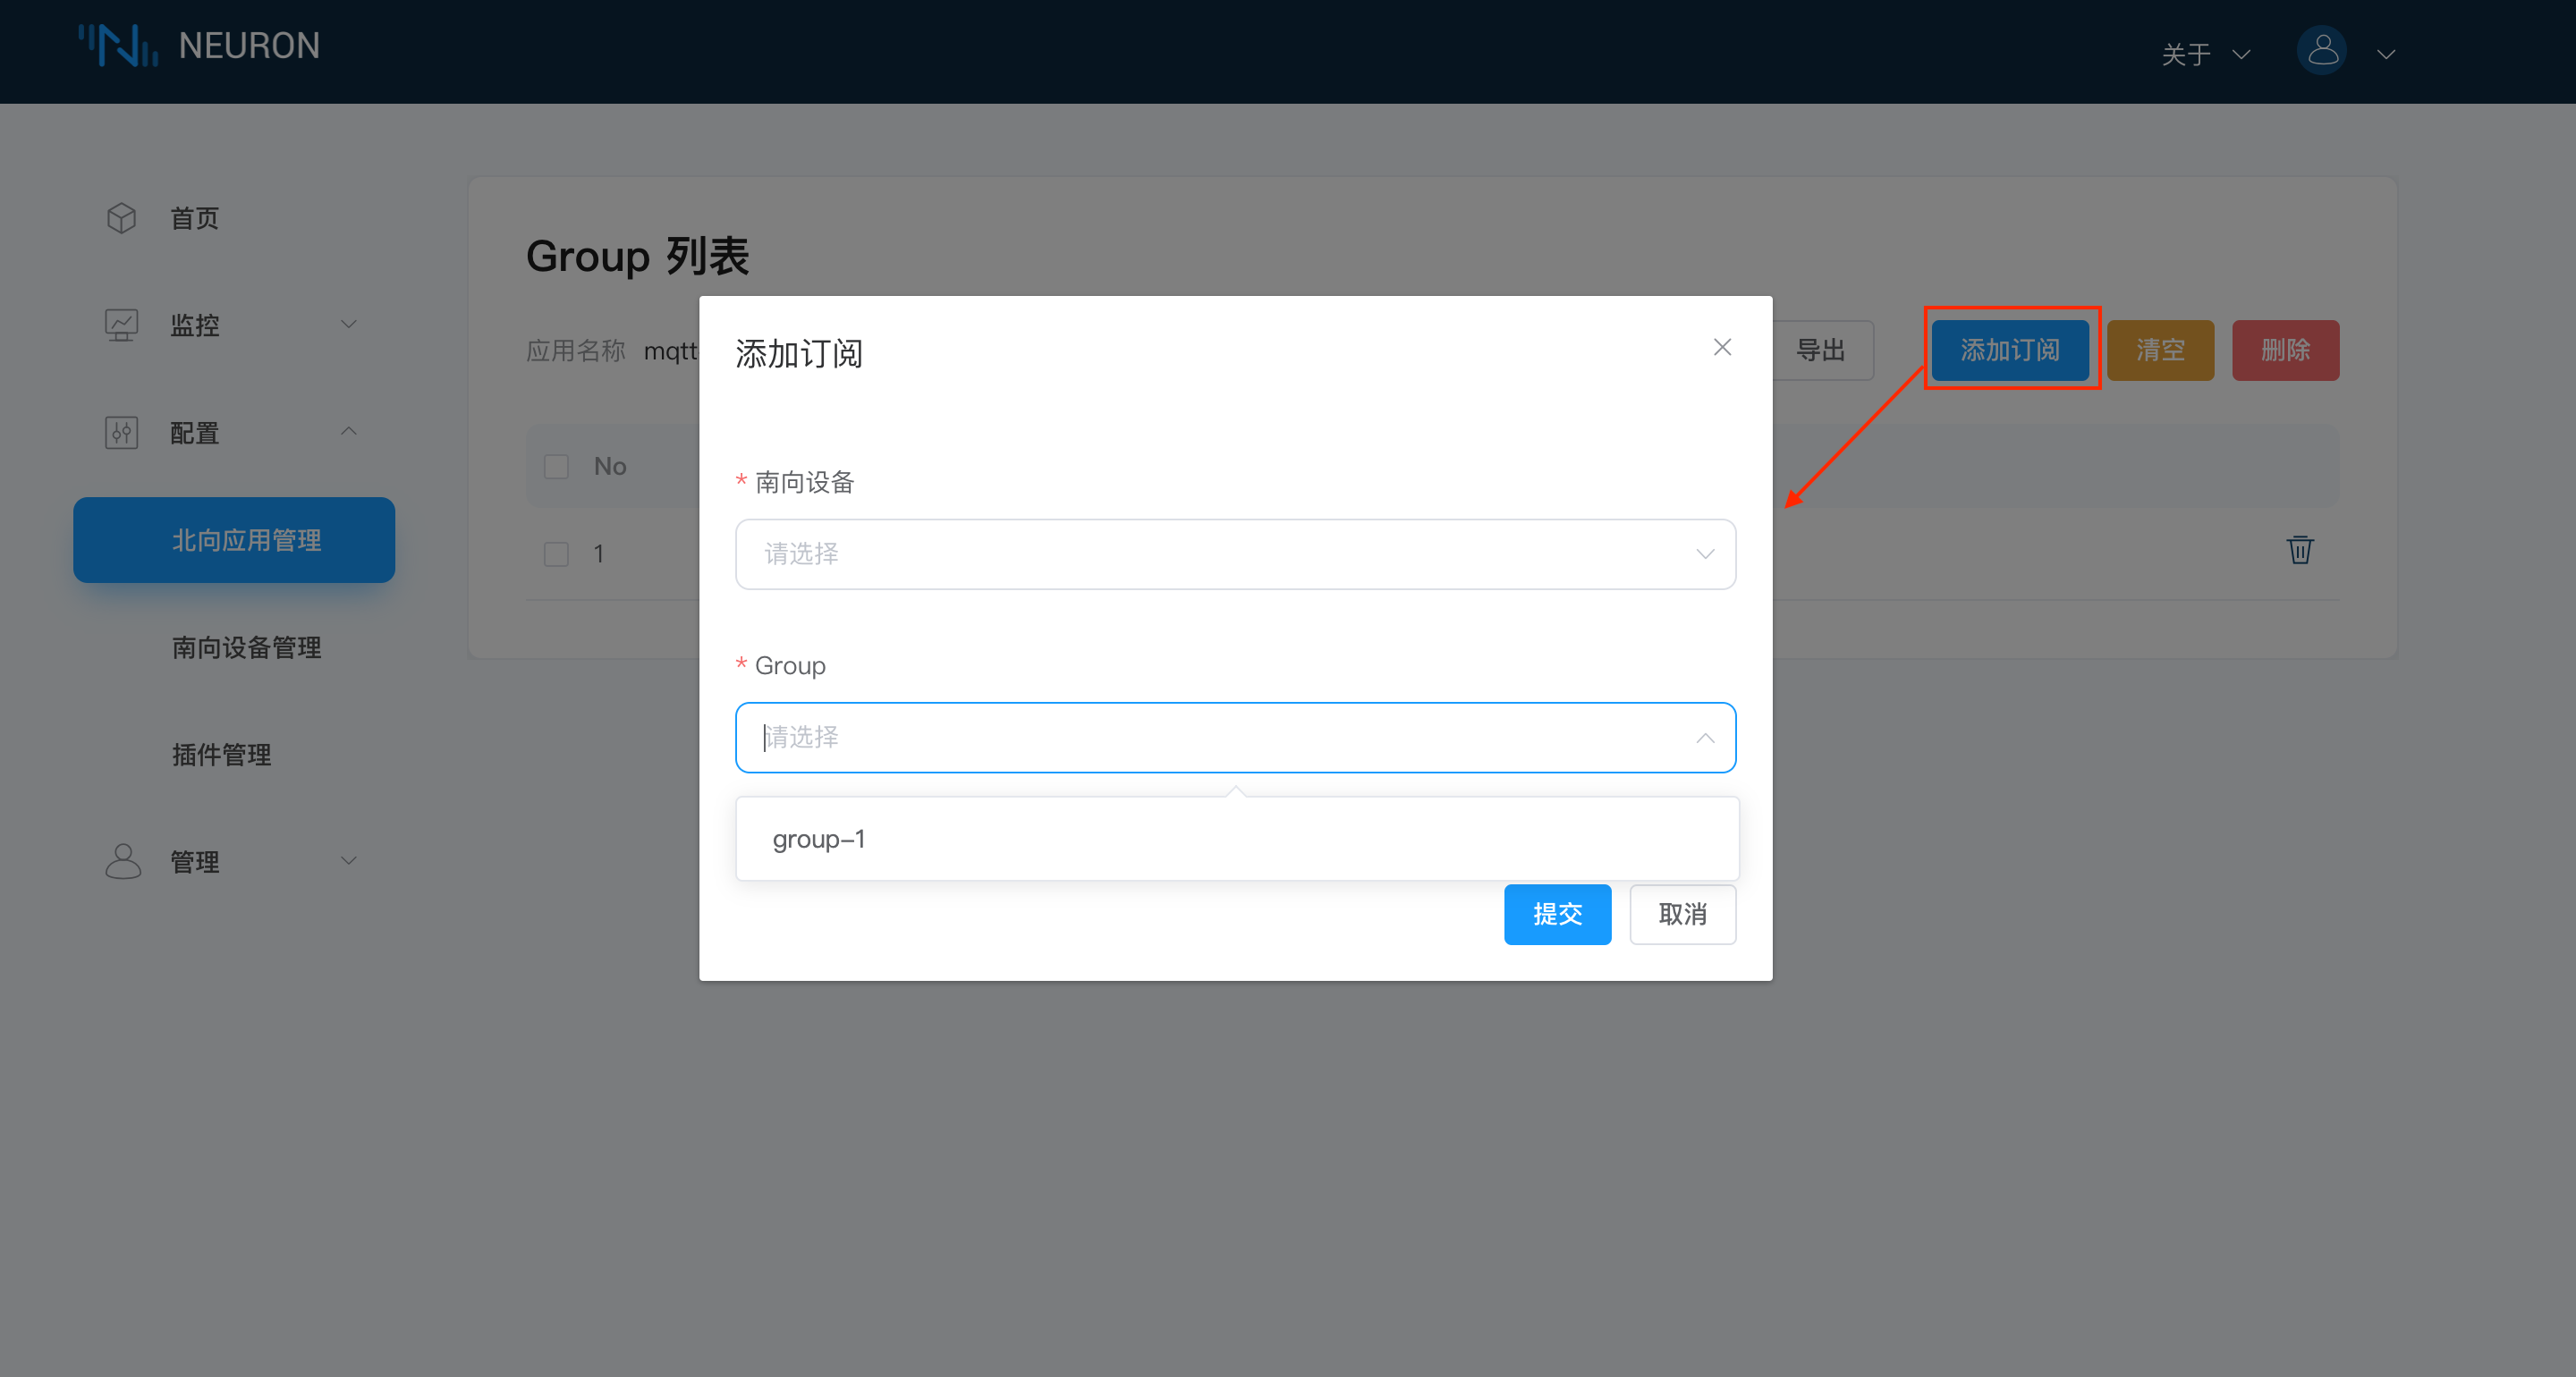 NEURON
关于
首页
监控
配置
北向应用管理
南向设备管理
插件管理
管理
Group 列表
应用名称 mqtt
导出
添加订阅
清空
删除
No
1
添加订阅
* 南向设备
请选择
* Group
请选择
group-1
提交
取消